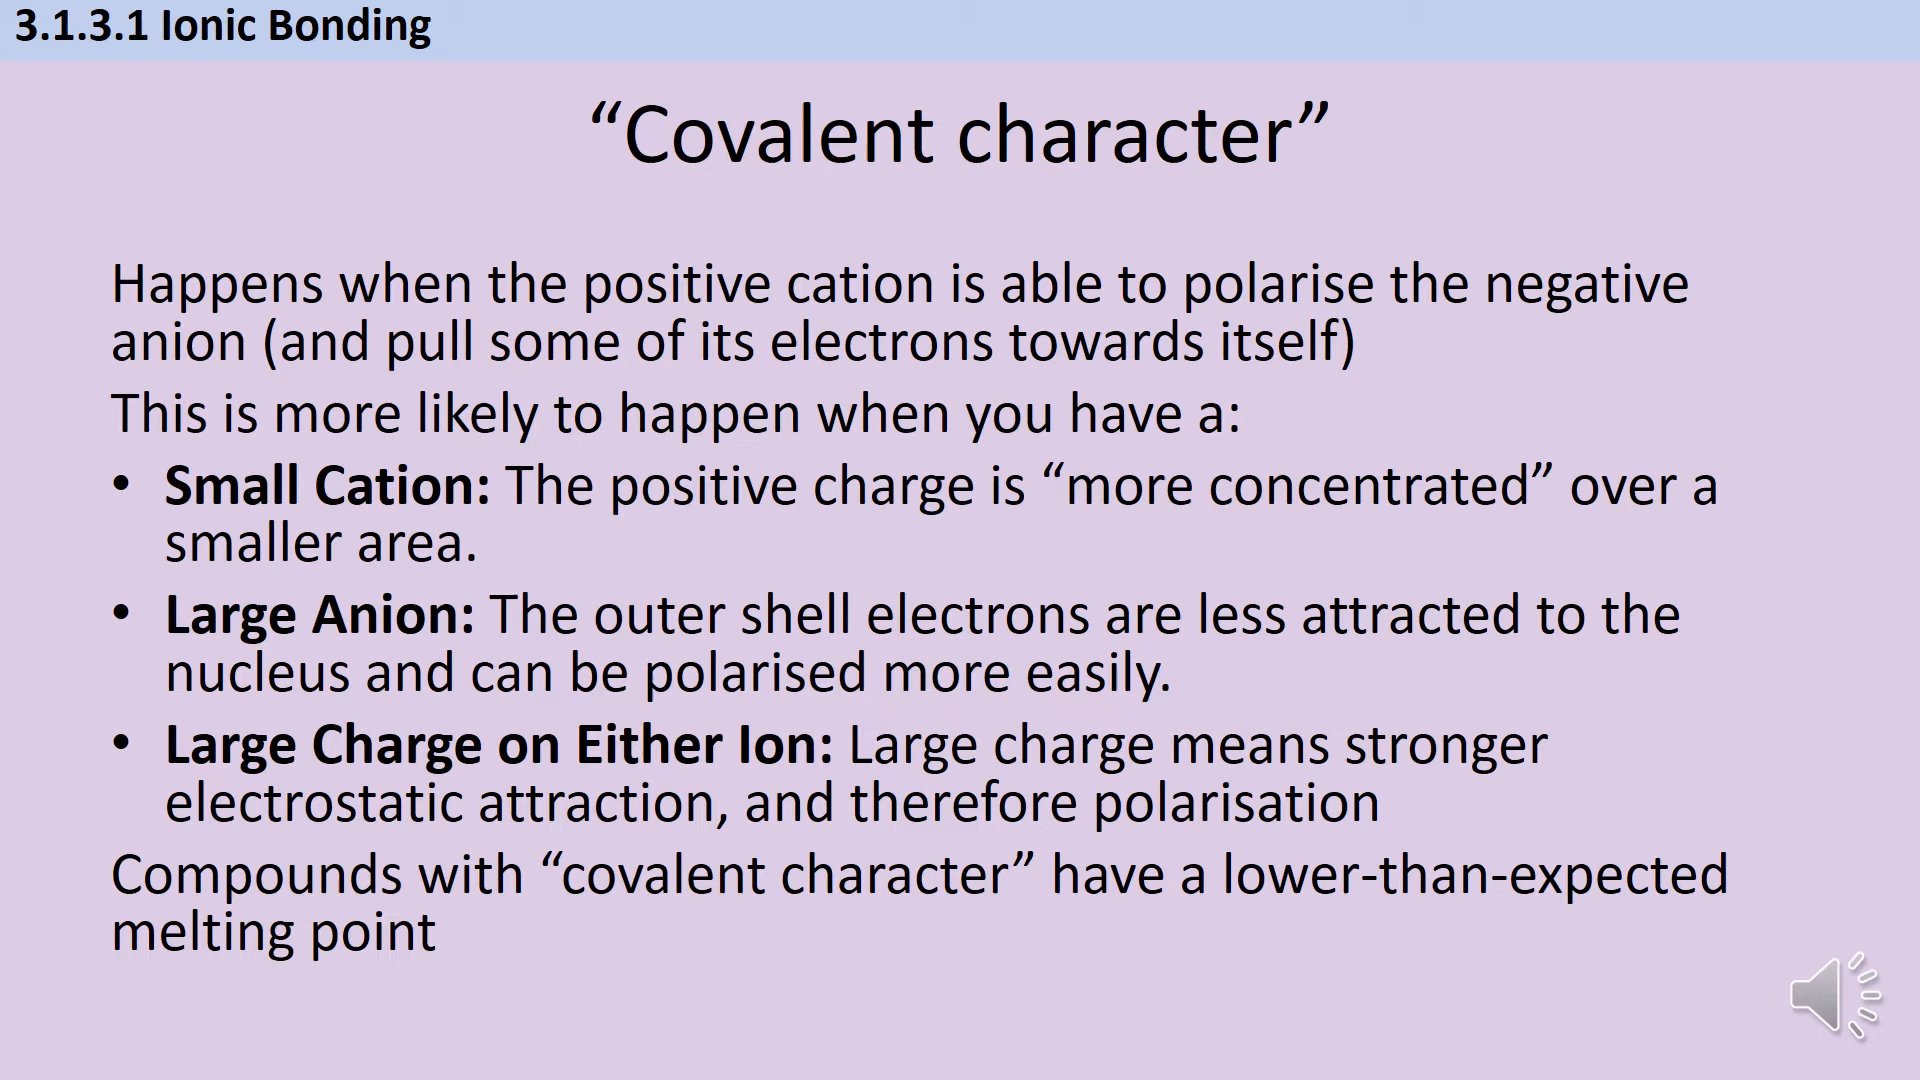 3.1.3.1 Ionic Bonding
“Covalent character”
Happens when the positive cation is able to polarise the negative
anion (and pull some of its electrons towards itself)
This is more likely to happen when you have a:
• Small Cation: The positive charge is “more concentrated” over a
smaller area.
• Large Anion: The outer shell electrons are less attracted to the
nucleus and can be polarised more easily.
• Large Charge on Either Ion: Large charge means stronger
electrostatic attraction, and therefore polarisation
Compounds with “covalent character” have a lower-than-expected
melting point